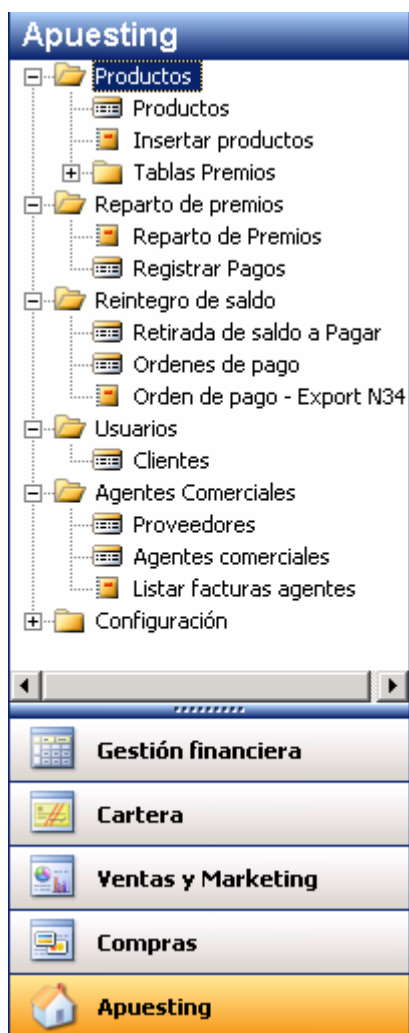 Apuesting
Productos
Productos
Insertar productos
Tablas Premios
Reparto de premios
Reparto de Premios
Registrar Pagos
Reintegro de saldo
Retirada de saldo a Pagar
Ordenes de pago
Orden de pago - Export N34
Usuarios
Clientes
Agentes Comerciales
Proveedores
Agentes comerciales
Listar facturas agentes
Configuración
Gestión financiera
Cartera
Ventas y Marketing
Compras
Apuesting